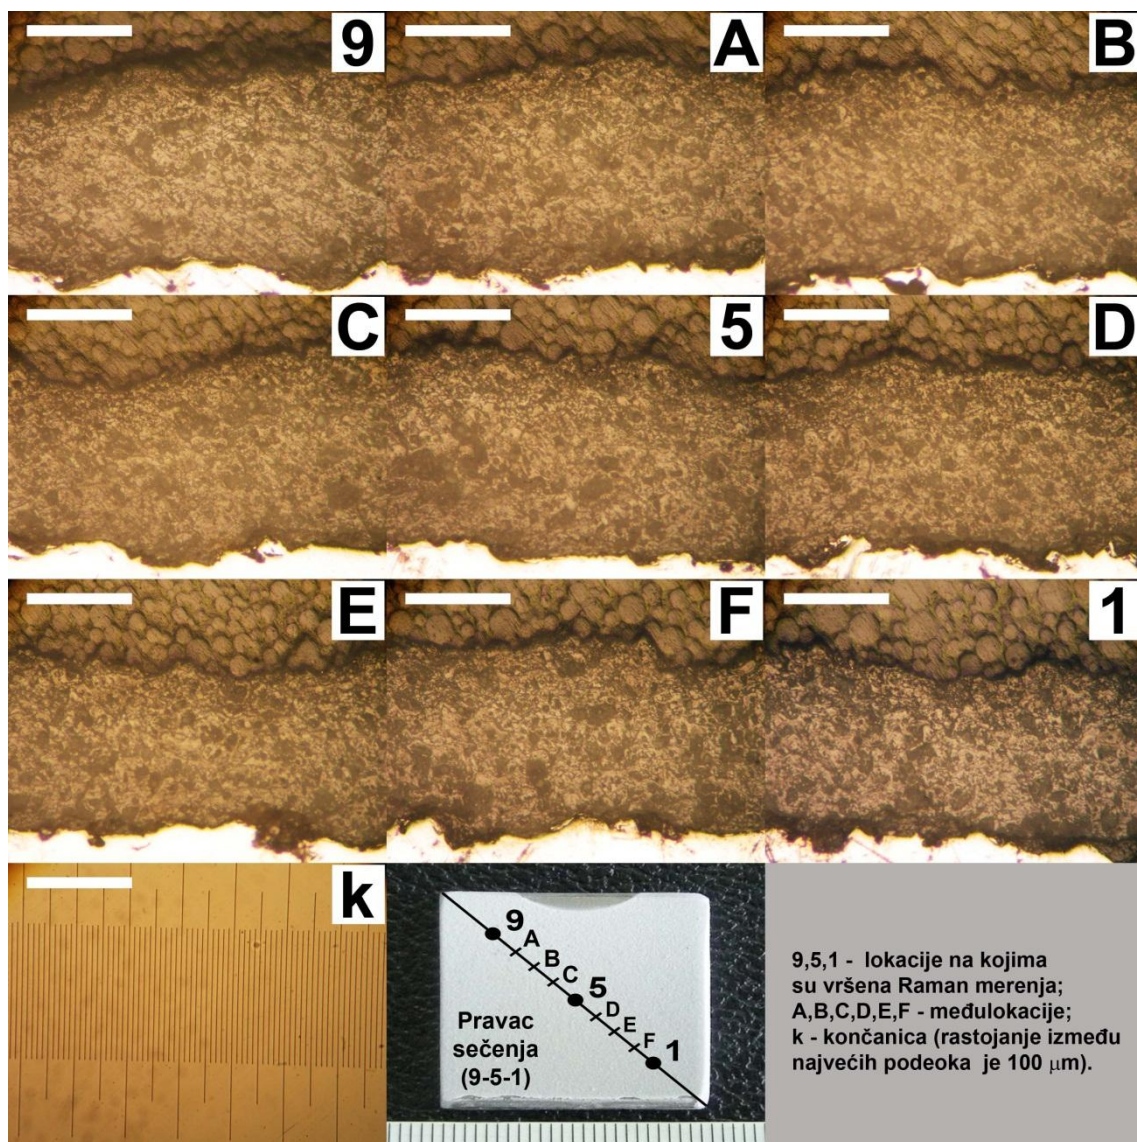 9
A
B
C
5
D
E
F
1
k
9
A
B
C
5
D
E
F
1
Pravac
sečenja
(9-5-1)
9,5,1 - lokacije na kojima
su vršena Raman merenja;
A,B,C,D,E,F - međulokacije;
k - končanica (rastojanje između
najvećih podeoka je 100 μm).